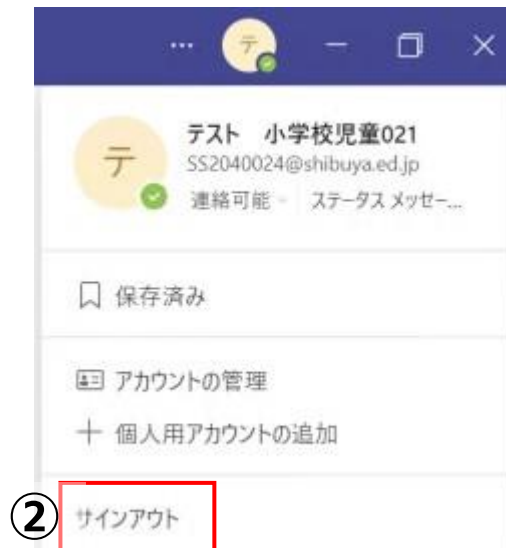 … テ
テ
テスト 小学校児童021
SS2040024@shibuya.ed.jp
連絡可能 ステータス メッセー...
保存済み
アカウントの管理
＋ 個人用アカウントの追加
② サインアウト